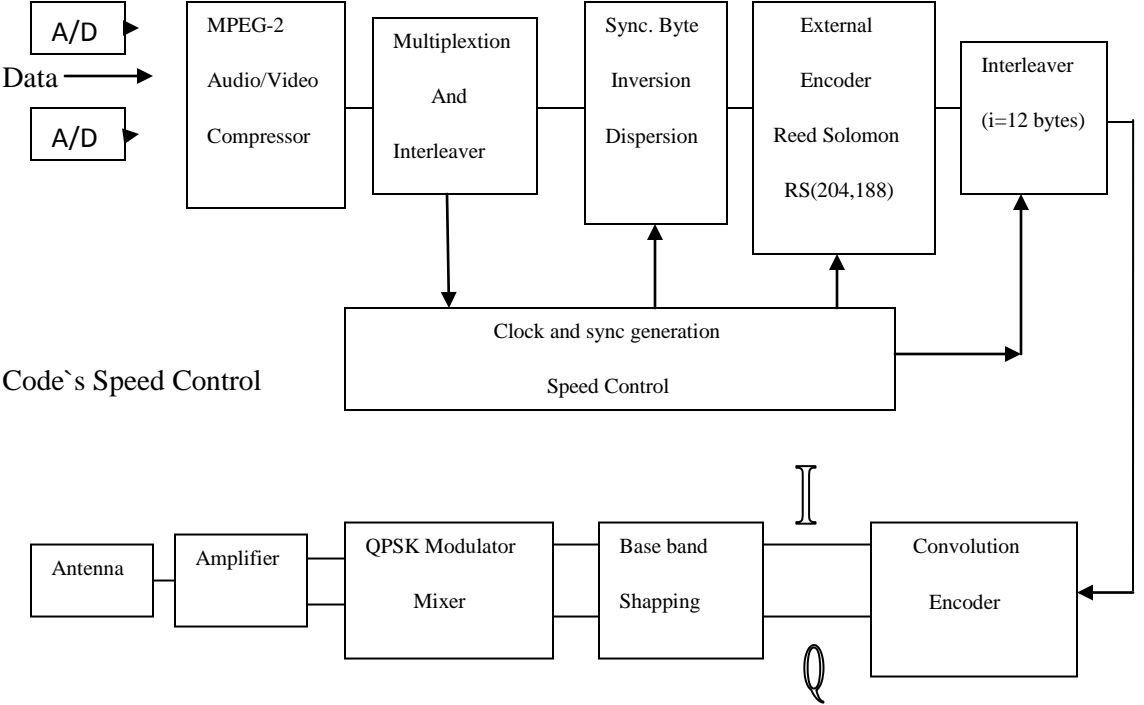 A/D
Data
A/D
MPEG-2
Audio/Video
Compressor
Multiplextion
And
Interleaver
Sync. Byte
Inversion
Dispersion
External
Encoder
Reed Solomon
RS(204,188)
Interleaver
(i=12 bytes)
Clock and sync generation
Speed Control
Code`s Speed Control
I
Antenna
Amplifier
QPSK Modulator
Mixer
Base band
Shapping
Convolution
Encoder
Q